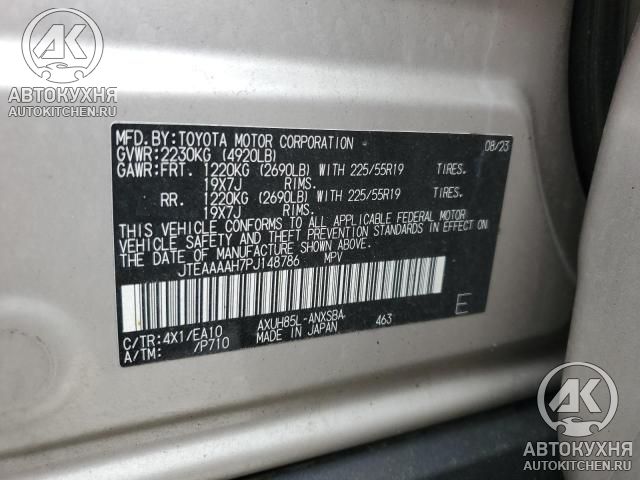 АВТОКУХНЯ
AUTOKITCHEN.RU
MFD.BY:TOYOTA MOTOR CORPORATION 08/23
GVWR:2230KG (4920LB)
GAWR:FRT. 1220KG (2690LB) WITH 225/55R19 TIRES.
19X7J RIMS.
RR. 1220KG (2690LB) WITH 225/55R19 TIRES.
19X7J RIMS.
THIS VEHICLE CONFORMS TO ALL APPLICABLE FEDERAL MOTOR
VEHICLE SAFETY AND THEFT PREVENTION STANDARDS IN EFFECT ON
THE DATE OF MANUFACTURE SHOWN ABOVE.
JTEAAAAH7PJ148786 MPV
C/TR:4X1/EA10 AXUH85L-ANXSBA 463 E
A/TM: /P710 MADE IN JAPAN
AK
АВТОКУХНЯ
AUTOKITCHEN.RU